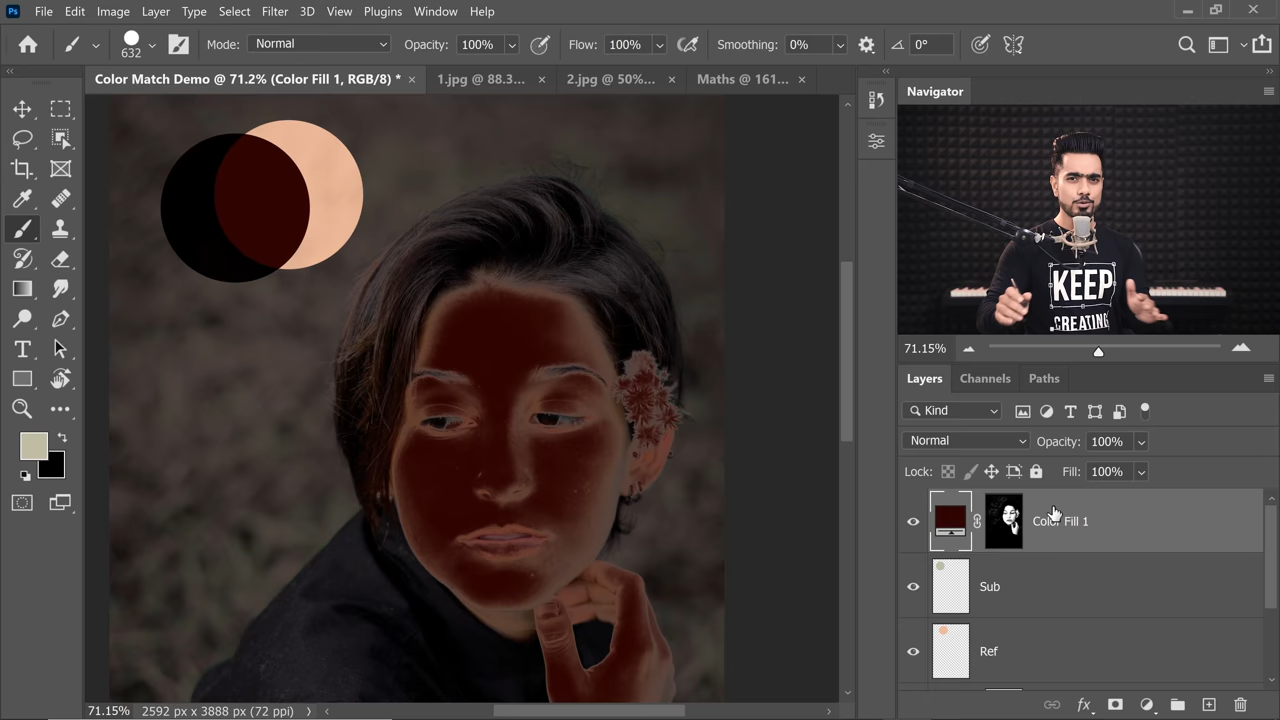 Ps File Edit Image Layer Type Select Filter 3D View Plugins Window Help
632 Mode: Normal Opacity: 100% Flow: 100% Smoothing: 0% 0°
Color Match Demo @ 71.2% (Color Fill 1, RGB/8) * × 1.jpg @ 88.3... × 2.jpg @ 50%... × Maths @ 161... ×
Navigator
KEEP
CREATING
71.15%
Layers Channels Paths
Kind
Normal Opacity: 100%
Lock: Fill: 100%
Color Fill 1
Sub
Ref
71.15% 2592 px x 3888 px (72 ppi)